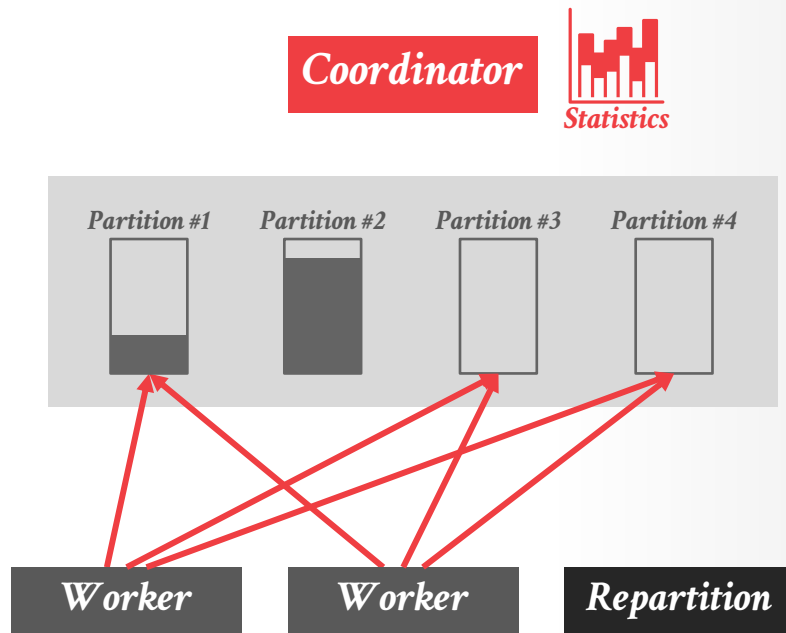 Coordinator
Statistics
Partition #1 Partition #2 Partition #3 Partition #4
Worker Worker Repartition